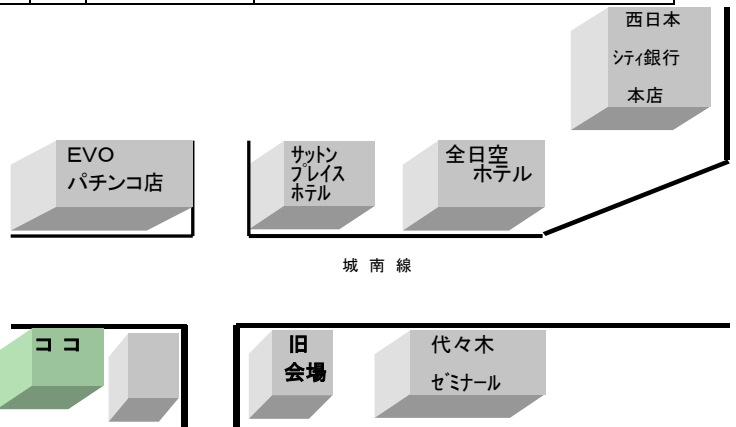 西日本
シティ銀行
本店
EVO
パチンコ店
サットン
プレイス
ホテル
全日空
ホテル
城南線
ココ
旧
会場
代々木
ゼミナール